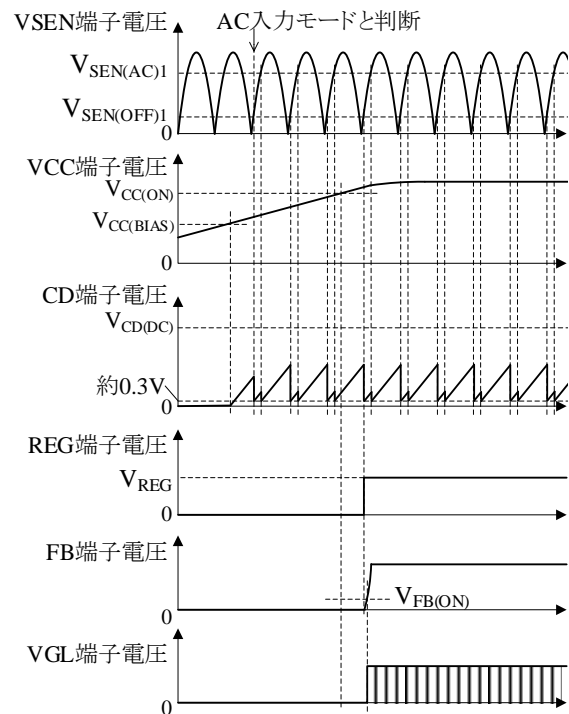 VSEN端子電圧
AC入力モードと判断
VSEN(AC)1
VSEN(OFF)1
0
VCC端子電圧
VCC(ON)
VCC(BIAS)
0
CD端子電圧
VCD(DC)
約0.3V
0
REG端子電圧
VREG
0
FB端子電圧
VFB(ON)
0
VGL端子電圧
0